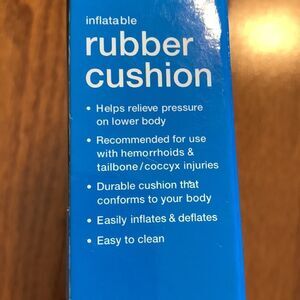 inflatable
rubber
cushion
• Helps relieve pressure
on lower body
• Recommended for use
with hemorrhoids &
tailbone/coccyx injuries
• Durable cushion that
conforms to your body
• Easily inflates & deflates
• Easy to clean